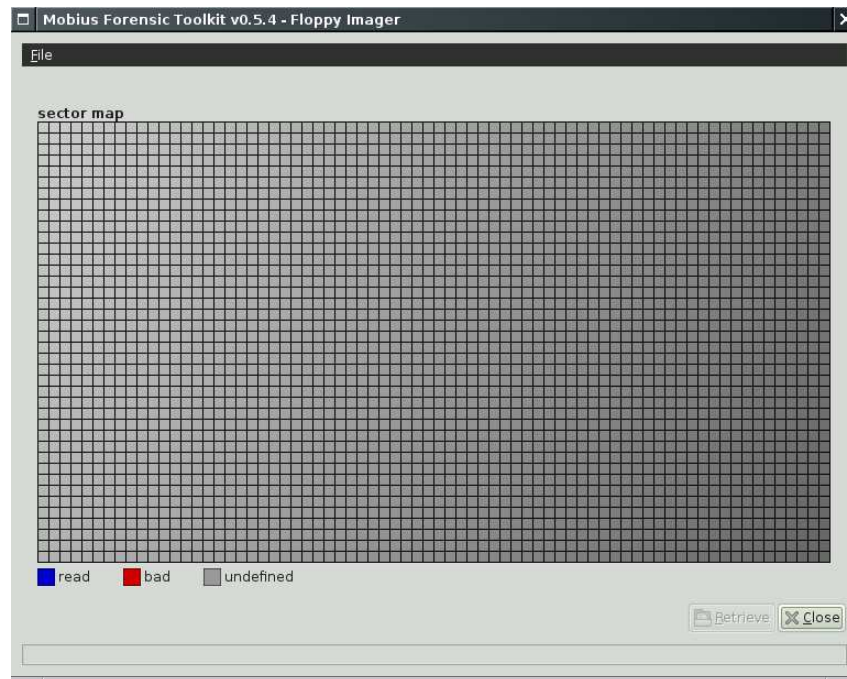 Mobius Forensic Toolkit v0.5.4 - Floppy Imager
File
sector map
read bad undefined
Retrieve Close